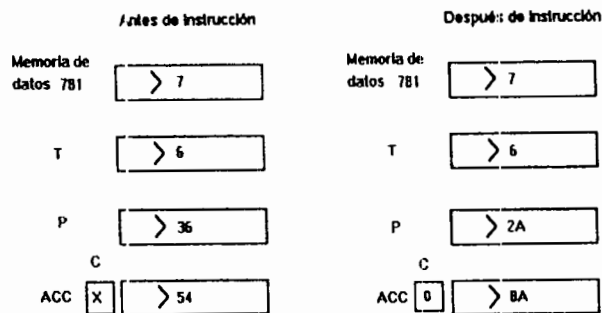 Antes de instrucción Después de instrucción
Memoria de datos 781 > 7 Memoria de datos 781 > 7
T > 6 T > 6
P > 36 P > 2A
C C
ACC X > 54 ACC 0 > 8A